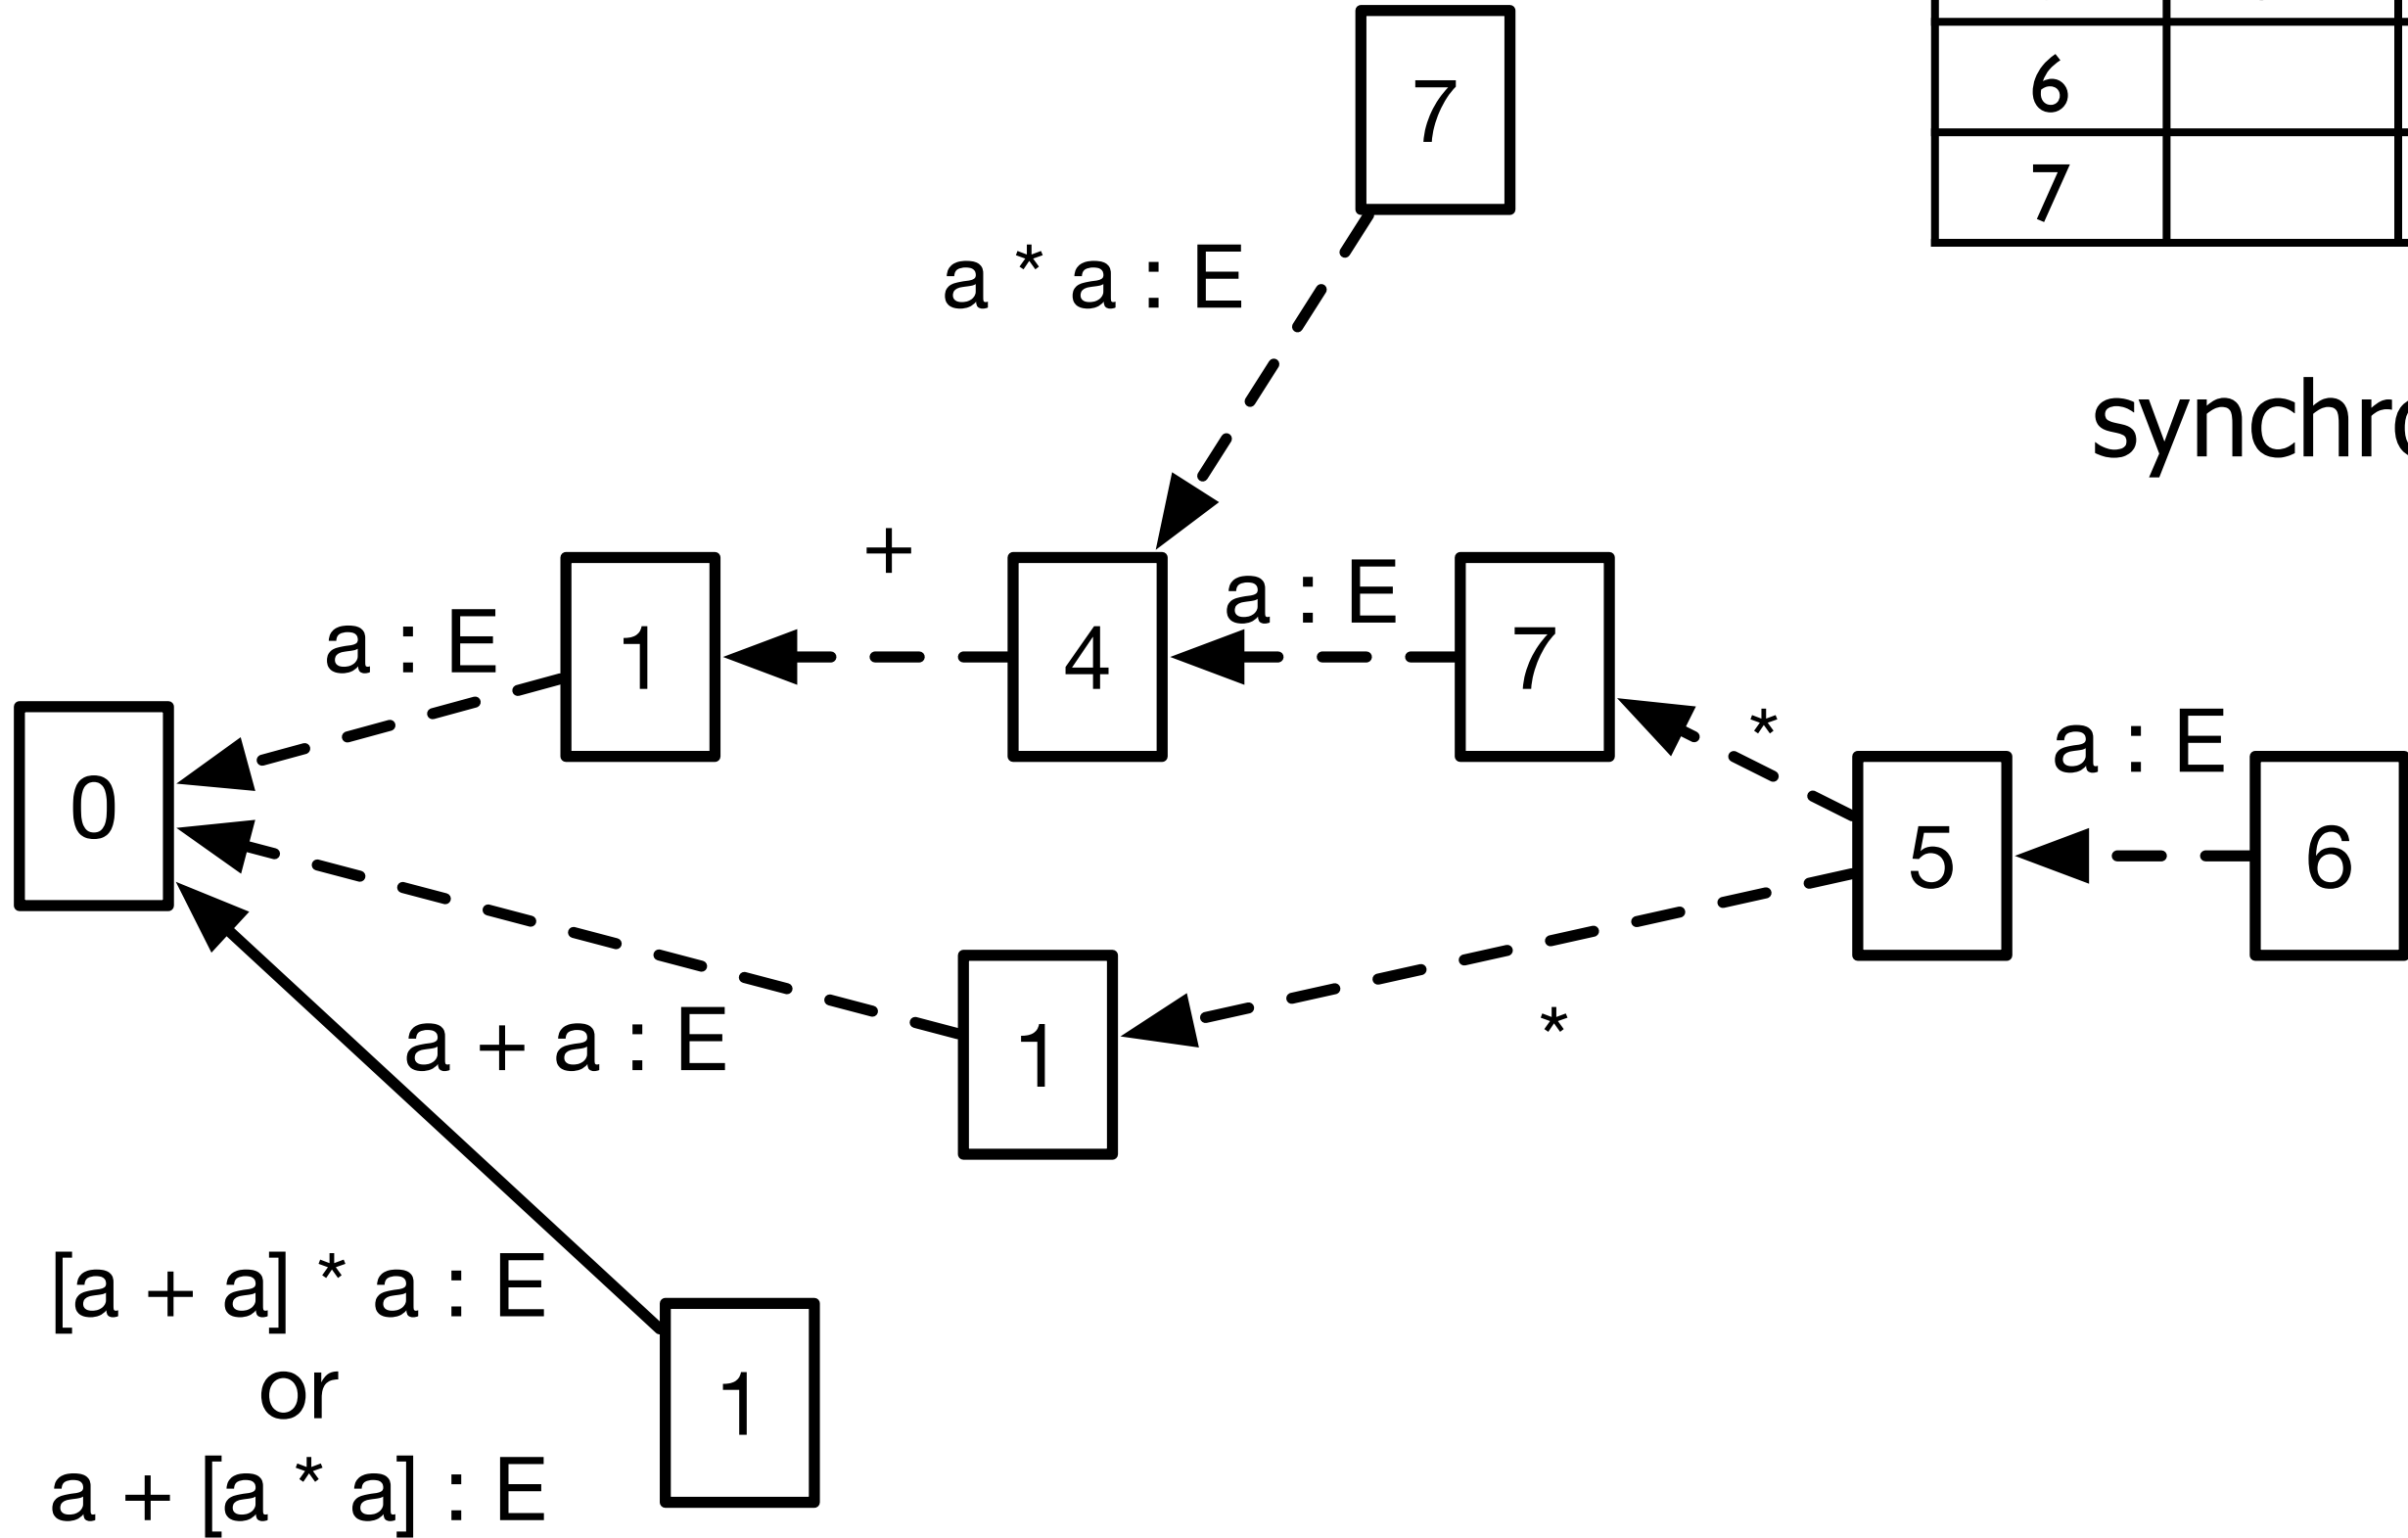 7
6
7
a * a : E
synchro
+
a : E
a : E
1
4
7
*
a : E
0
5
6
*
a + a : E
1
[a + a] * a : E
or
1
a + [a * a] : E